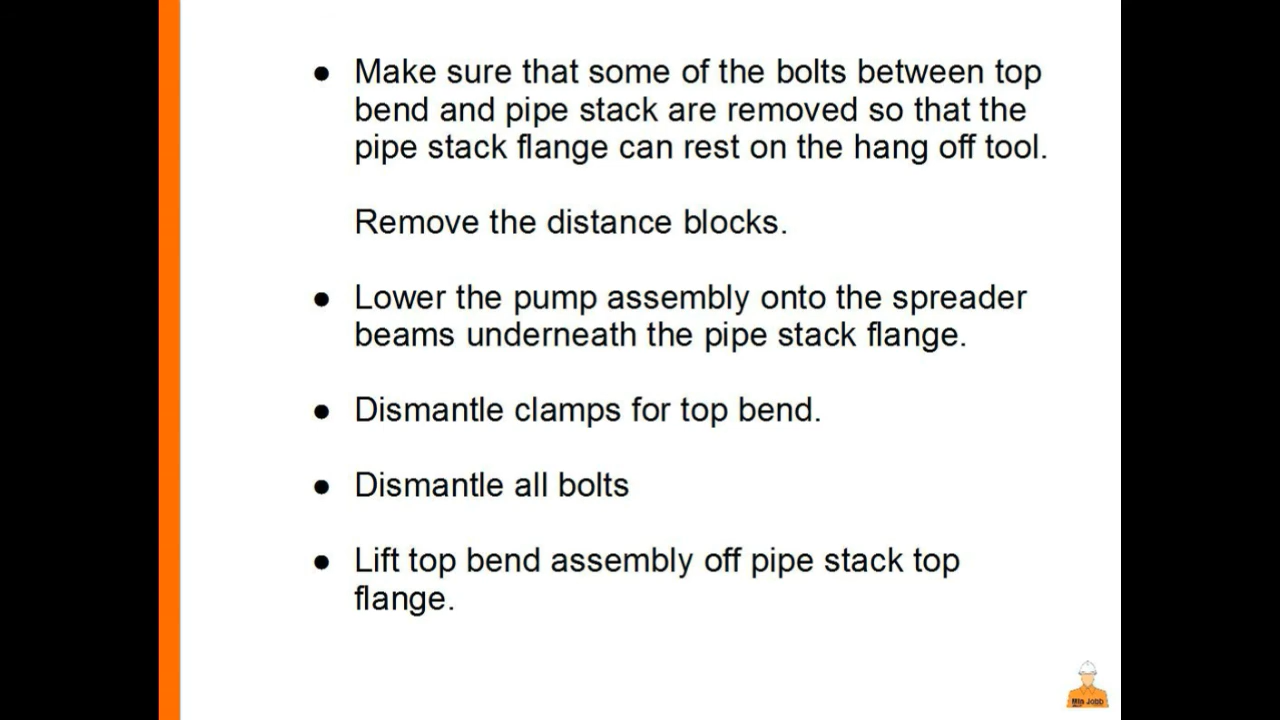 ● Make sure that some of the bolts between top
bend and pipe stack are removed so that the
pipe stack flange can rest on the hang off tool.
Remove the distance blocks.
● Lower the pump assembly onto the spreader
beams underneath the pipe stack flange.
● Dismantle clamps for top bend.
● Dismantle all bolts
● Lift top bend assembly off pipe stack top
flange.
Min Jobb